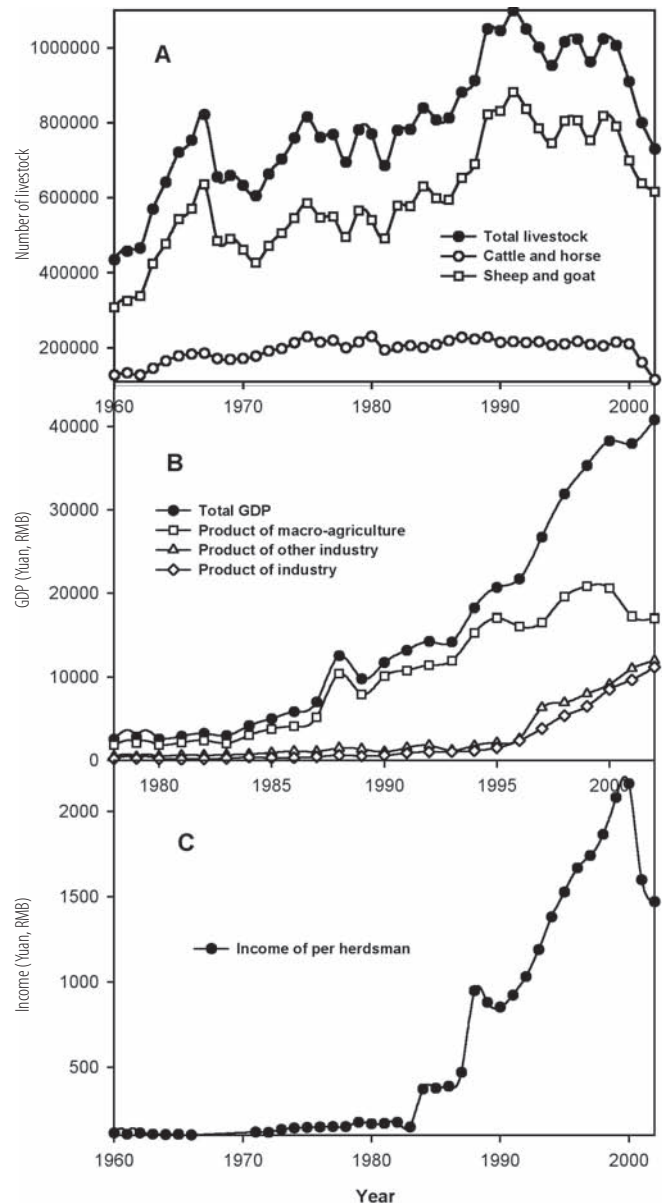 A
1000000
800000
600000
400000
200000
Number of livestock
Total livestock
Cattle and horse
Sheep and goat
1960 1970 1980 1990 2000
B
40000
30000
20000
10000
0
GDP (Yuan, RMB)
Total GDP
Product of macro-agriculture
Product of other industry
Product of industry
1980 1985 1990 1995 2000
C
2000
1500
1000
500
Income (Yuan, RMB)
Income of per herdsman
1960 1970 1980 1990 2000
Year